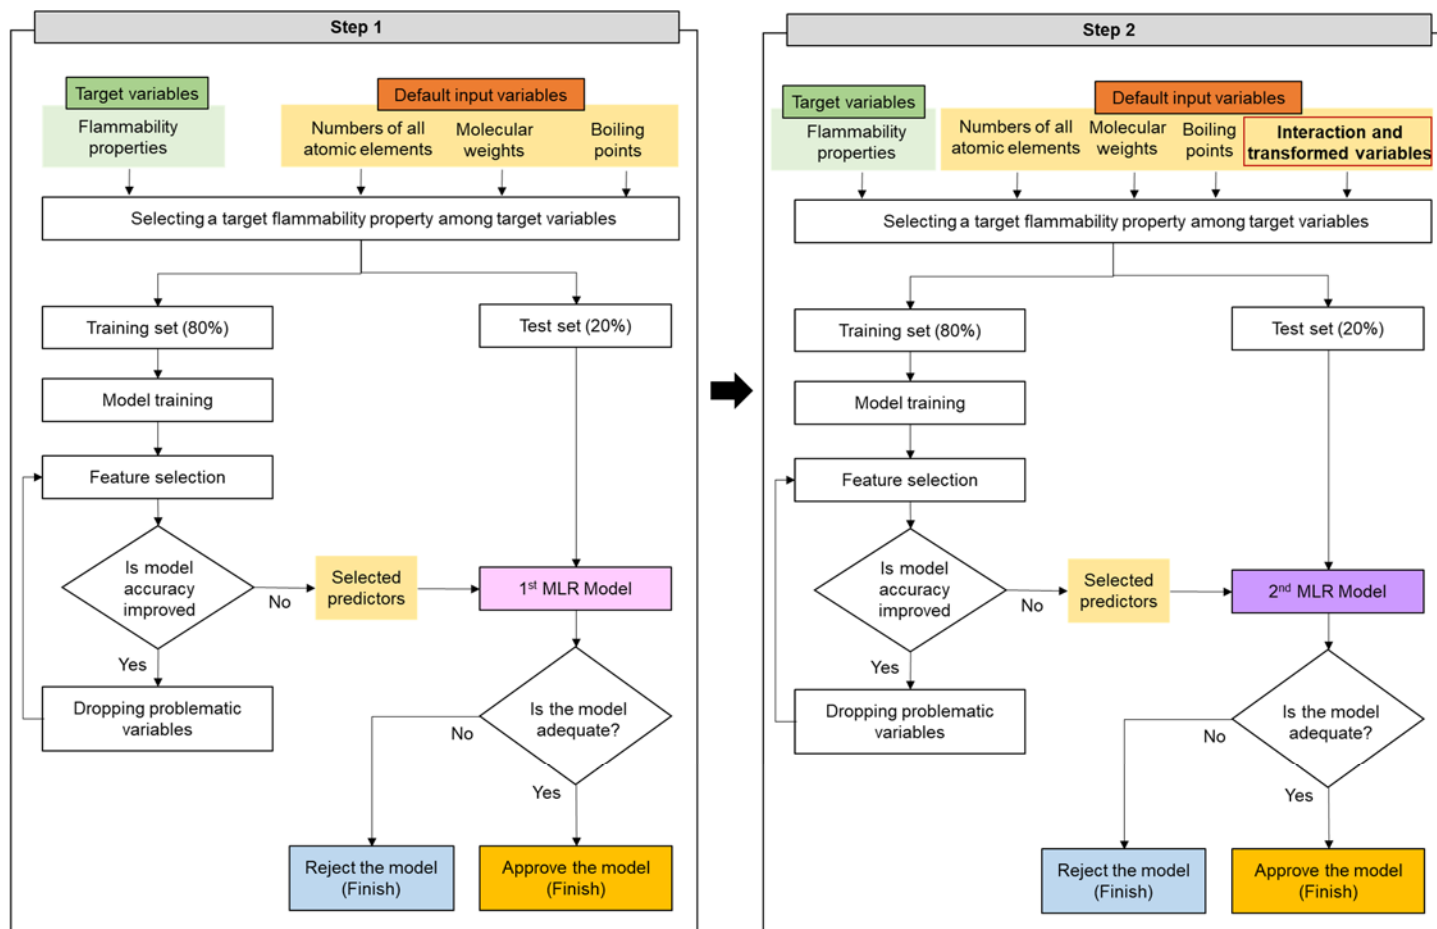 Step 1
Target variables
Default input variables
Flammability
properties
Numbers of all
atomic elements
Molecular
weights
Boiling
points
Selecting a target flammability property among target variables
Training set (80%)
Test set (20%)
Model training
Feature selection
Is model
accuracy
improved
No
Selected
predictors
1st MLR Model
Yes
Dropping problematic
variables
Is the model
adequate?
No
Yes
Reject the model
(Finish)
Approve the model
(Finish)
Step 2
Target variables
Default input variables
Flammability
properties
Numbers of all
atomic elements
Molecular
weights
Boiling
points
Interaction and
transformed variables
Selecting a target flammability property among target variables
Training set (80%)
Test set (20%)
Model training
Feature selection
Is model
accuracy
improved
No
Selected
predictors
2nd MLR Model
Yes
Dropping problematic
variables
Is the model
adequate?
No
Yes
Reject the model
(Finish)
Approve the model
(Finish)